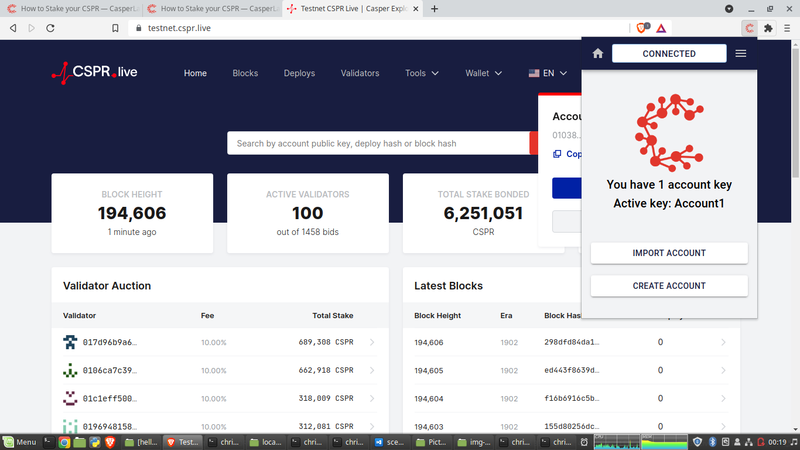 How to Stake your CSPR — CasperL
How to Stake your CSPR — CasperL
Testnet CSPR Live | Casper Explo
testnet.cspr.live
CSPR.live
Home
Blocks
Deploys
Validators
Tools
Wallet
EN
CONNECTED
Search by account public key, deploy hash or block hash
Accou
01038...
Cop
You have 1 account key
Active key: Account1
IMPORT ACCOUNT
CREATE ACCOUNT
BLOCK HEIGHT
194,606
1 minute ago
ACTIVE VALIDATORS
100
out of 1458 bids
TOTAL STAKE BONDED
6,251,051
CSPR
Validator Auction
Validator Fee Total Stake
017d96b9a6… 10.00% 689,308 CSPR
0106ca7c39… 10.00% 662,918 CSPR
01c1eff500… 10.00% 318,009 CSPR
0196948158… 10.00% 312,081 CSPR
Latest Blocks
Block Height Era Block Has
194,606 1902 298dfd84da1… 0
194,605 1902 ed443f8639d… 0
194,604 1902 f16b6916c5b… 0
194,603 1902 155d80256dc… 0
Menu
[hell...
Test...
chri...
loca...
chri...
chri...
sce...
Pict...
img-...
chri...
chri...
00:19